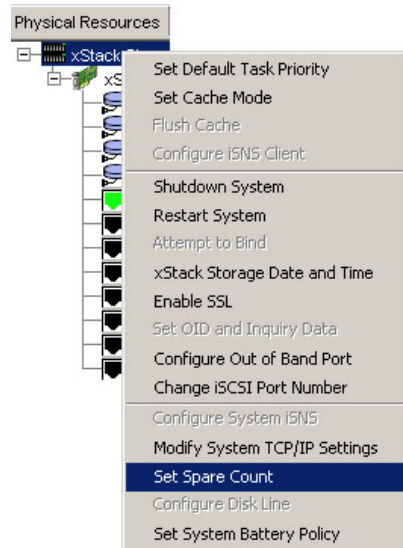 Physical Resources
xStack
xS
Set Default Task Priority
Set Cache Mode
Flush Cache
Configure iSNS Client
Shutdown System
Restart System
Attempt to Bind
xStack Storage Date and Time
Enable SSL
Set OID and Inquiry Data
Configure Out of Band Port
Change iSCSI Port Number
Configure System iSNS
Modify System TCP/IP Settings
Set Spare Count
Configure Disk Line
Set System Battery Policy